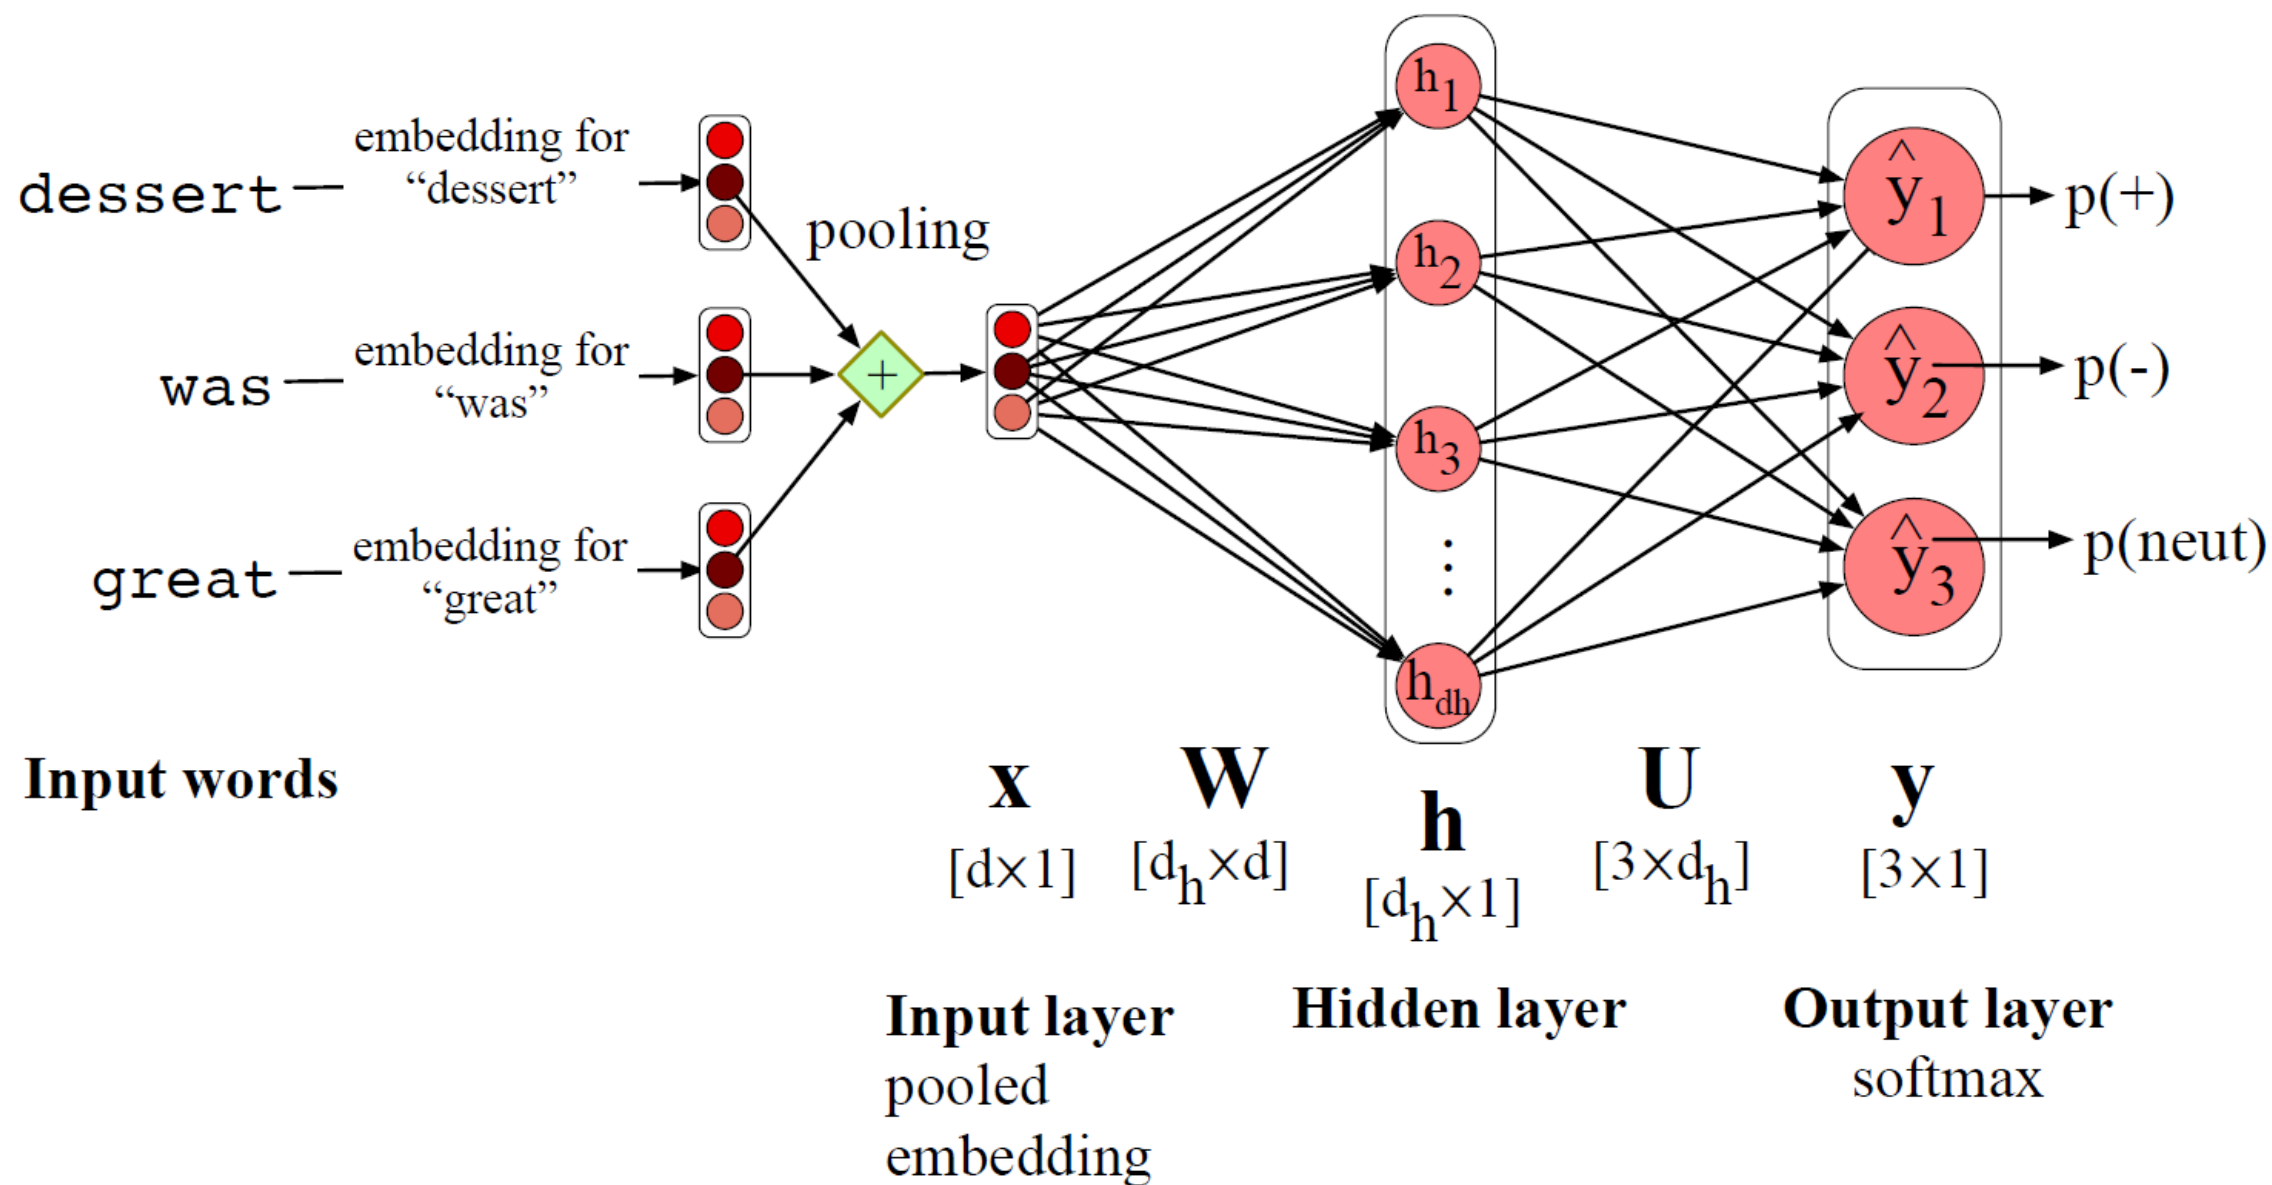 dessert
embedding for
“dessert”
was
embedding for
“was”
great
embedding for
“great”
pooling
+
h1
h2
h3
⋮
hdh
ŷ1
ŷ2
ŷ3
p(+)
p(-)
p(neut)
Input words
x
[d×1]
W
[dh×d]
h
[dh×1]
U
[3×dh]
y
[3×1]
Input layer
pooled
embedding
Hidden layer
Output layer
softmax